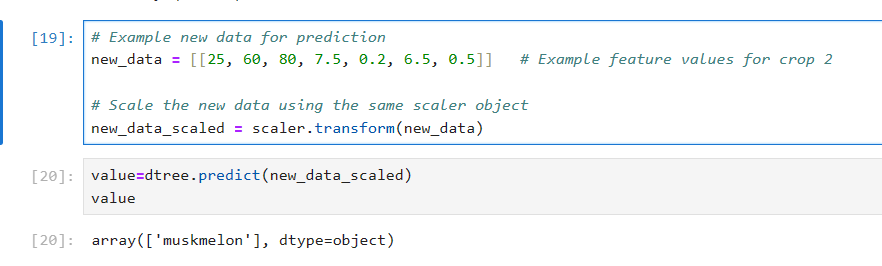 [19]: # Example new data for prediction
new_data = [[25, 60, 80, 7.5, 0.2, 6.5, 0.5]]   # Example feature values for crop 2
# Scale the new data using the same scaler object
new_data_scaled = scaler.transform(new_data)
[20]: value=dtree.predict(new_data_scaled)
value
[20]: array(['muskmelon'], dtype=object)